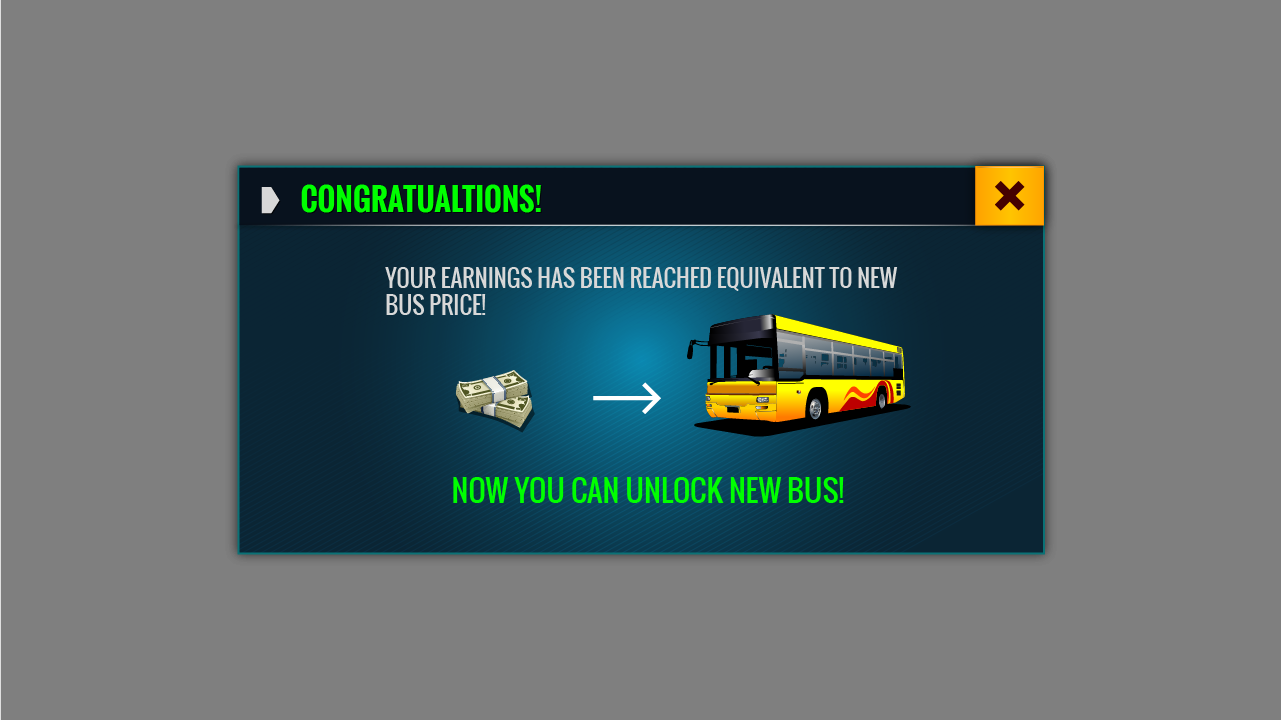 CONGRATUALTIONS!
YOUR EARNINGS HAS BEEN REACHED EQUIVALENT TO NEW
BUS PRICE!
NOW YOU CAN UNLOCK NEW BUS!